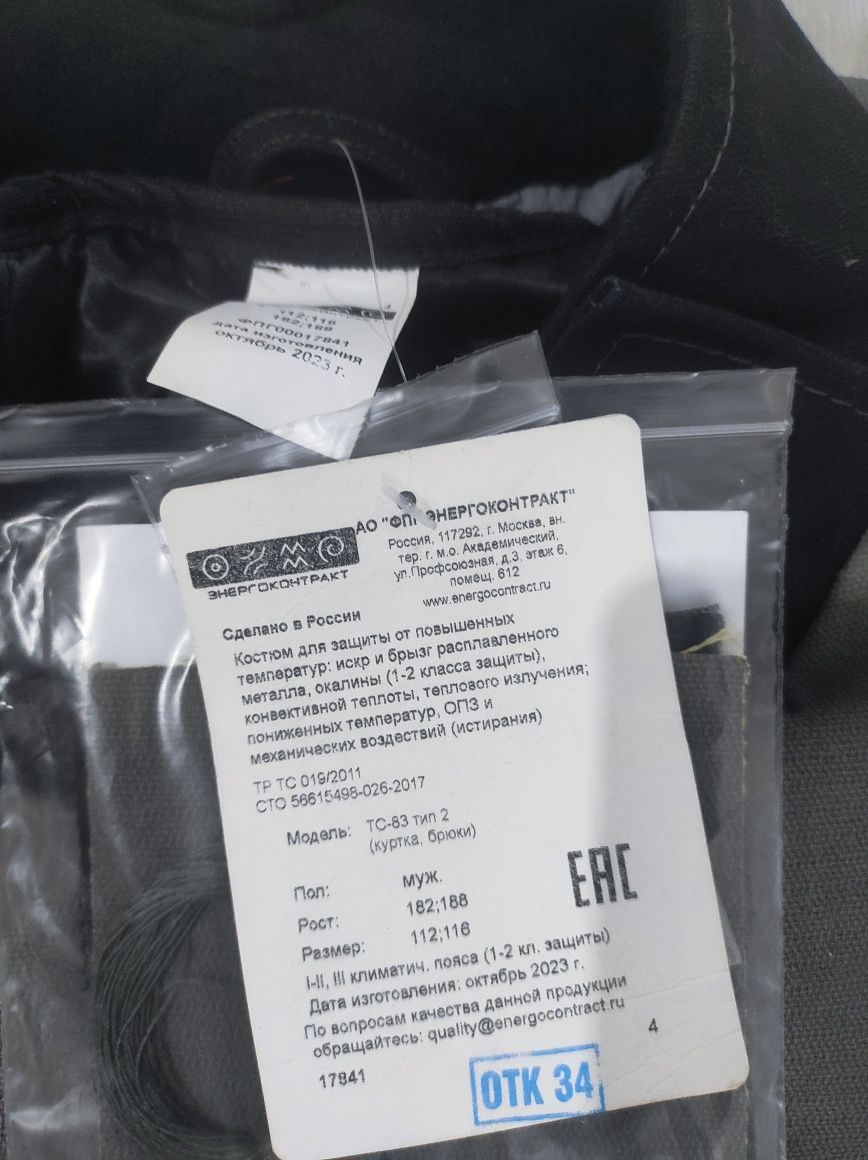 112;116
182;188
ФПГ00017841
дата изготовления
октябрь 2023 г.
АО "ФПГ ЭНЕРГОКОНТРАКТ"
Россия, 117292, г. Москва, вн.
тер. г. м.о. Академический,
ул.Профсоюзная, д.3, этаж 6,
помещ. 612
www.energocontract.ru
ЭНЕРГОКОНТРАКТ
Сделано в России
Костюм для защиты от повышенных
температур: искр и брызг расплавленного
металла, окалины (1-2 класса защиты),
конвективной теплоты, теплового излучения;
пониженных температур, ОПЗ и
механических воздествий (истирания)
ТР ТС 019/2011
СТО 56615498-026-2017
Модель: ТС-83 тип 2
(куртка, брюки)
Пол: муж.
Рост: 182;188
Размер: 112;116
EAC
I-II, III климатич. пояса (1-2 кл. защиты)
Дата изготовления: октябрь 2023 г.
По вопросам качества данной продукции
обращайтесь: quality@energocontract.ru
4
17841
ОТК 34